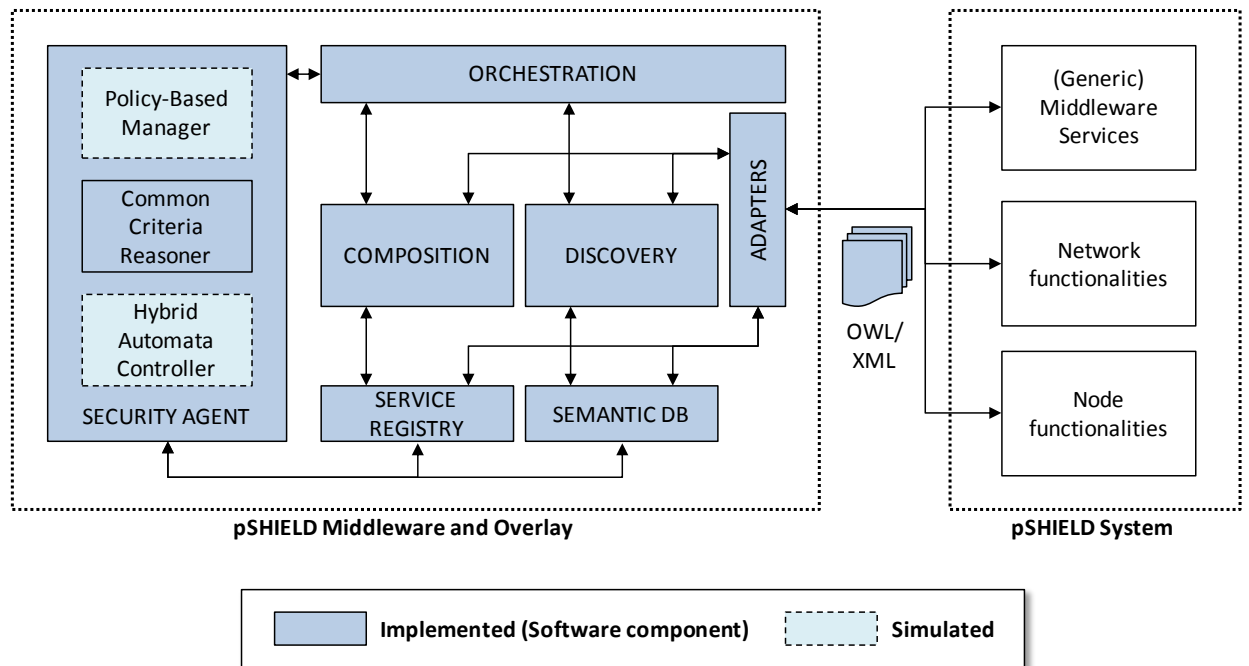 Policy-Based
Manager
Common
Criteria
Reasoner
Hybrid
Automata
Controller
SECURITY AGENT
ORCHESTRATION
COMPOSITION
DISCOVERY
ADAPTERS
SERVICE
REGISTRY
SEMANTIC DB
pSHIELD Middleware and Overlay
OWL/
XML
(Generic)
Middleware
Services
Network
functionalities
Node
functionalities
pSHIELD System
Implemented (Software component)
Simulated